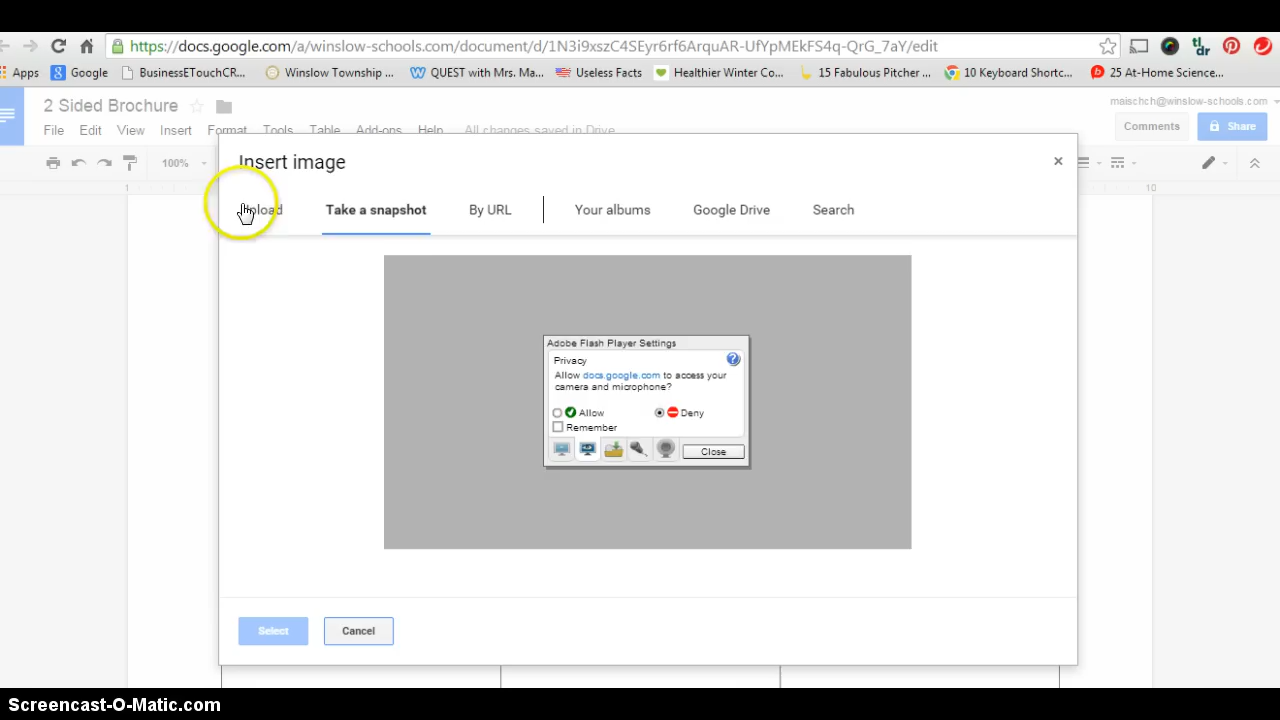 https://docs.google.com/a/winslow-schools.com/document/d/1N3i9xszC4SEyr6rf6ArquAR-UfYpMEkFS4q-QrG_7aY/edit
Apps Google BusinessETouchCR... Winslow Township ... QUEST with Mrs. Ma... Useless Facts Healthier Winter Co... 15 Fabulous Pitcher ... 10 Keyboard Shortc... 25 At-Home Science...
2 Sided Brochure
maischch@winslow-schools.com
File Edit View Insert Format Tools Table Add-ons Help All changes saved in Drive
Comments Share
100%
1 10
Insert image
Upload Take a snapshot By URL Your albums Google Drive Search
Adobe Flash Player Settings
Privacy
Allow docs.google.com to access your
camera and microphone?
Allow Deny
Remember
Close
Select Cancel
Screencast-O-Matic.com